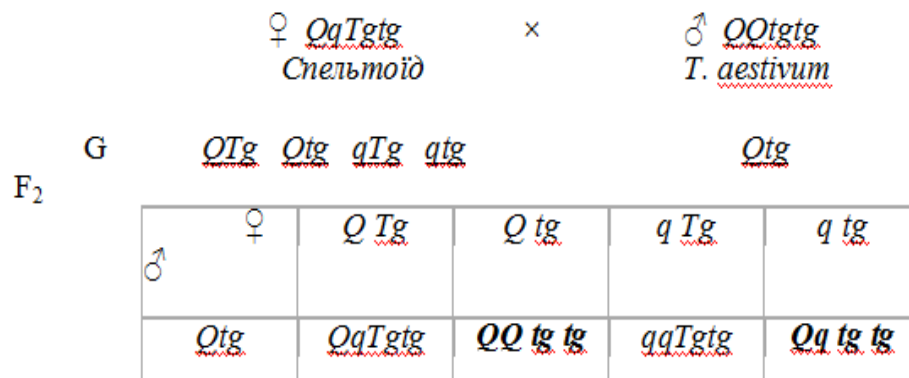 ♀ QqTgtg × ♂ QQtgtg
Спельтоїд T. aestivum
G QTg Qtg qTg qtg Qtg
F₂
♀ ♂ Q Tg Q tg q Tg q tg
Qtg QqTgtg QQ tg tg qqTgtg Qq tg tg